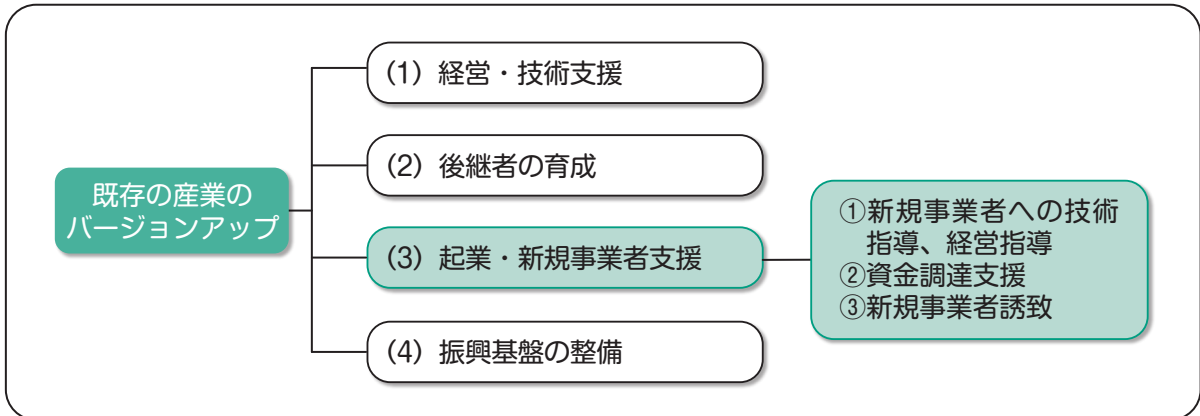 既存の産業の
バージョンアップ
(1) 経営・技術支援
(2) 後継者の育成
(3) 起業・新規事業者支援
①新規事業者への技術
指導、経営指導
②資金調達支援
③新規事業者誘致
(4) 振興基盤の整備